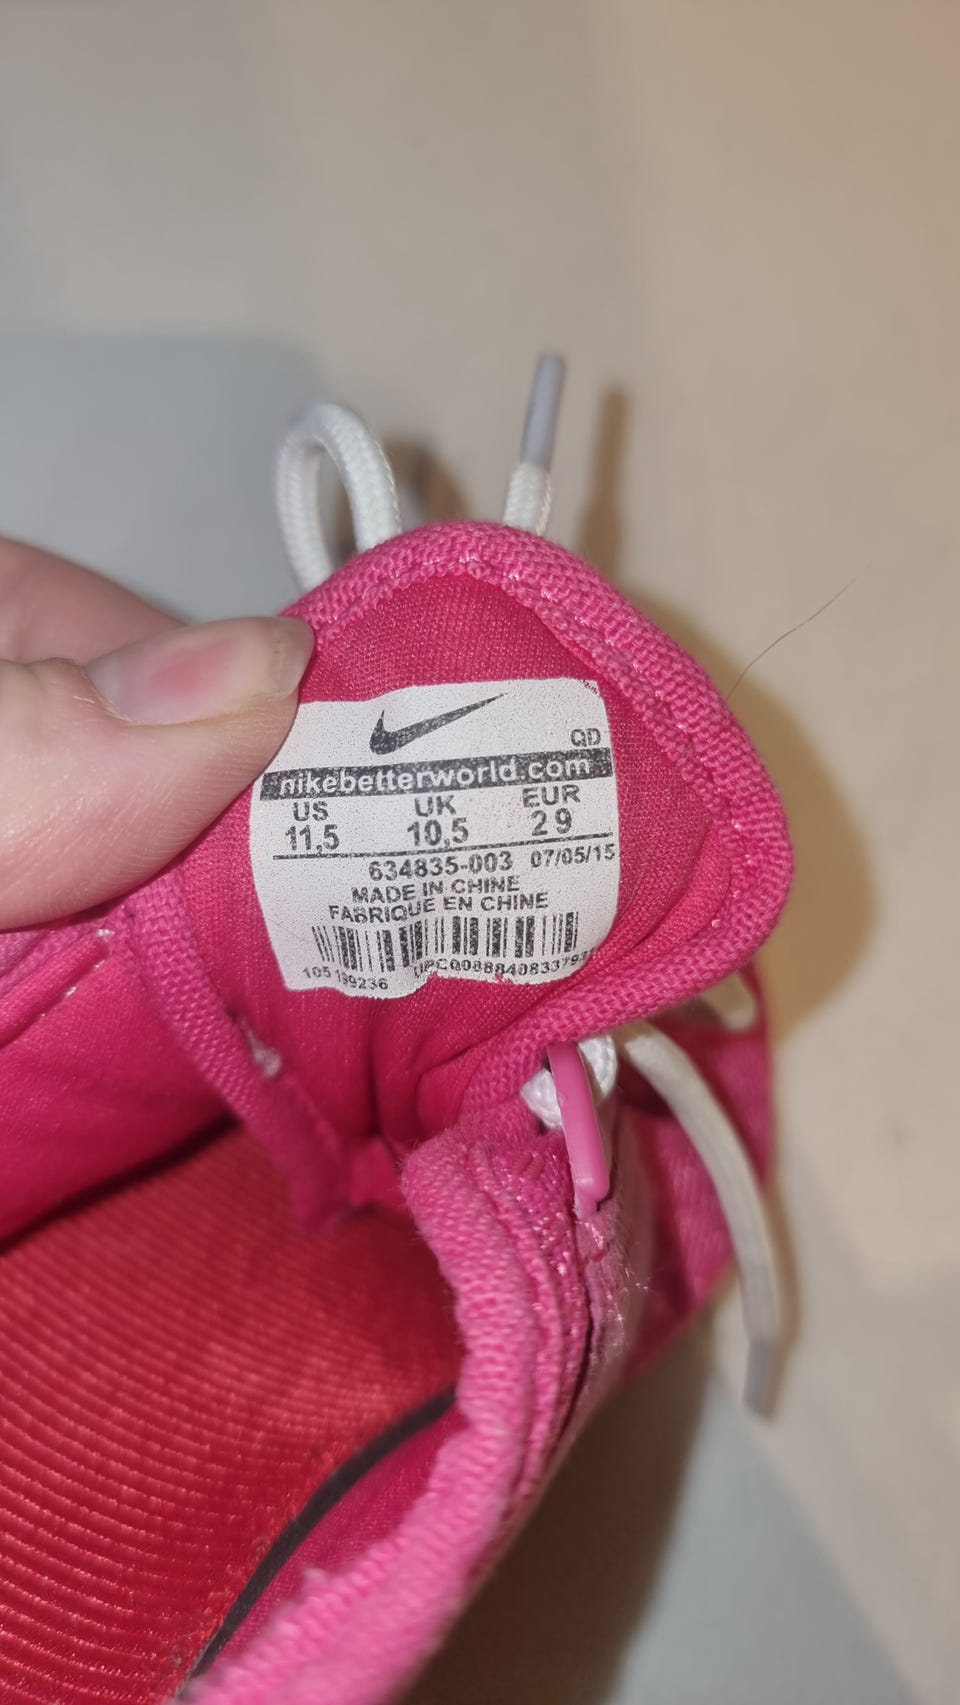 QD
nikebetterworld.com
US UK EUR
11,5 10,5 29
634835-003 07/05/15
MADE IN CHINE
FABRIQUE EN CHINE